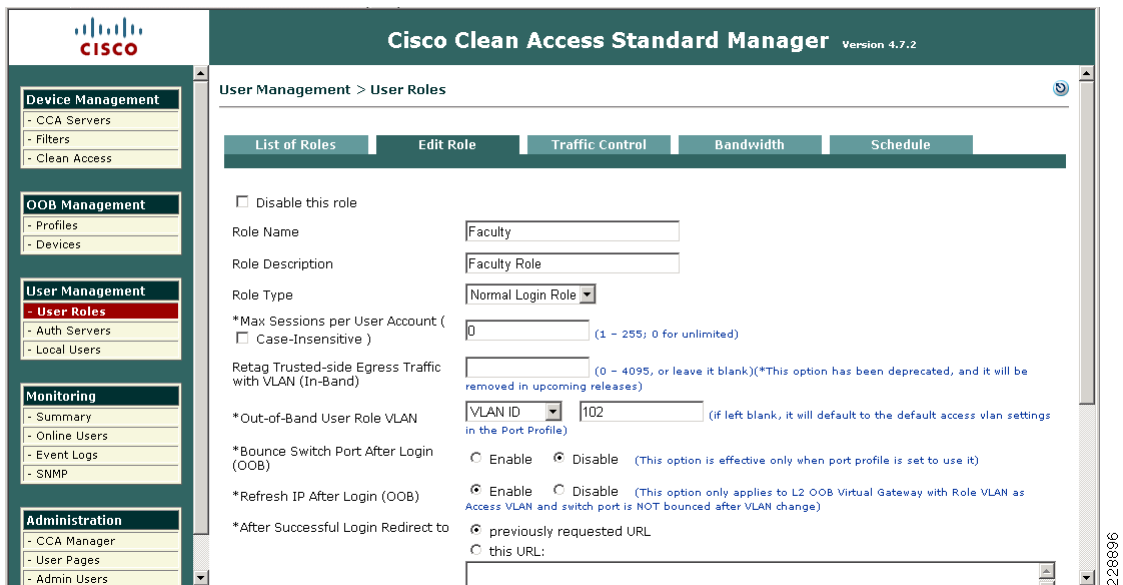 CISCO
Cisco Clean Access Standard Manager Version 4.7.2
Device Management
- CCA Servers
- Filters
- Clean Access
OOB Management
- Profiles
- Devices
User Management
- User Roles
- Auth Servers
- Local Users
Monitoring
- Summary
- Online Users
- Event Logs
- SNMP
Administration
- CCA Manager
- User Pages
- Admin Users
User Management > User Roles
List of Roles
Edit Role
Traffic Control
Bandwidth
Schedule
Disable this role
Role Name
Faculty
Role Description
Faculty Role
Role Type
Normal Login Role
*Max Sessions per User Account (
Case-Insensitive )
0
(1 - 255; 0 for unlimited)
Retag Trusted-side Egress Traffic
with VLAN (In-Band)
(0 - 4095, or leave it blank)(*This option has been deprecated, and it will be
removed in upcoming releases)
*Out-of-Band User Role VLAN
VLAN ID
102
(if left blank, it will default to the default access vlan settings
in the Port Profile)
*Bounce Switch Port After Login
(OOB)
Enable Disable (This option is effective only when port profile is set to use it)
*Refresh IP After Login (OOB)
Enable Disable (This option only applies to L2 OOB Virtual Gateway with Role VLAN as
Access VLAN and switch port is NOT bounced after VLAN change)
*After Successful Login Redirect to
previously requested URL
this URL:
228896